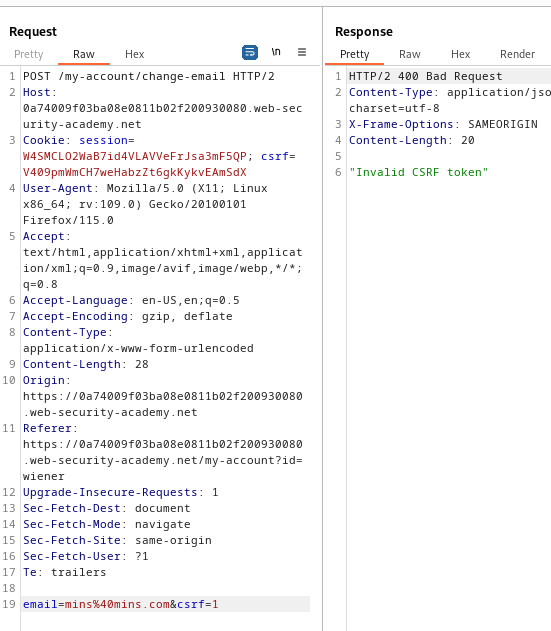 Request
Pretty Raw Hex
\n
1 POST /my-account/change-email HTTP/2
2 Host:
0a74009f03ba08e0811b02f200930080.web-sec
urity-academy.net
3 Cookie: session=
W4SMCLO2WaB7id4VLAVVeFrJsa3mF5QP; csrf=
V409pmWmCH7weHabzZt6gkKykvEAmSdX
4 User-Agent: Mozilla/5.0 (X11; Linux
x86_64; rv:109.0) Gecko/20100101
Firefox/115.0
5 Accept:
text/html,application/xhtml+xml,applicat
ion/xml;q=0.9,image/avif,image/webp,*/*;
q=0.8
6 Accept-Language: en-US,en;q=0.5
7 Accept-Encoding: gzip, deflate
8 Content-Type:
application/x-www-form-urlencoded
9 Content-Length: 28
10 Origin:
https://0a74009f03ba08e0811b02f200930080
.web-security-academy.net
11 Referer:
https://0a74009f03ba08e0811b02f200930080
.web-security-academy.net/my-account?id=
wiener
12 Upgrade-Insecure-Requests: 1
13 Sec-Fetch-Dest: document
14 Sec-Fetch-Mode: navigate
15 Sec-Fetch-Site: same-origin
16 Sec-Fetch-User: ?1
17 Te: trailers
18
19 email=mins%40mins.com&csrf=1
Response
Pretty Raw Hex Render
1 HTTP/2 400 Bad Request
2 Content-Type: application/jso
charset=utf-8
3 X-Frame-Options: SAMEORIGIN
4 Content-Length: 20
5
6 "Invalid CSRF token"